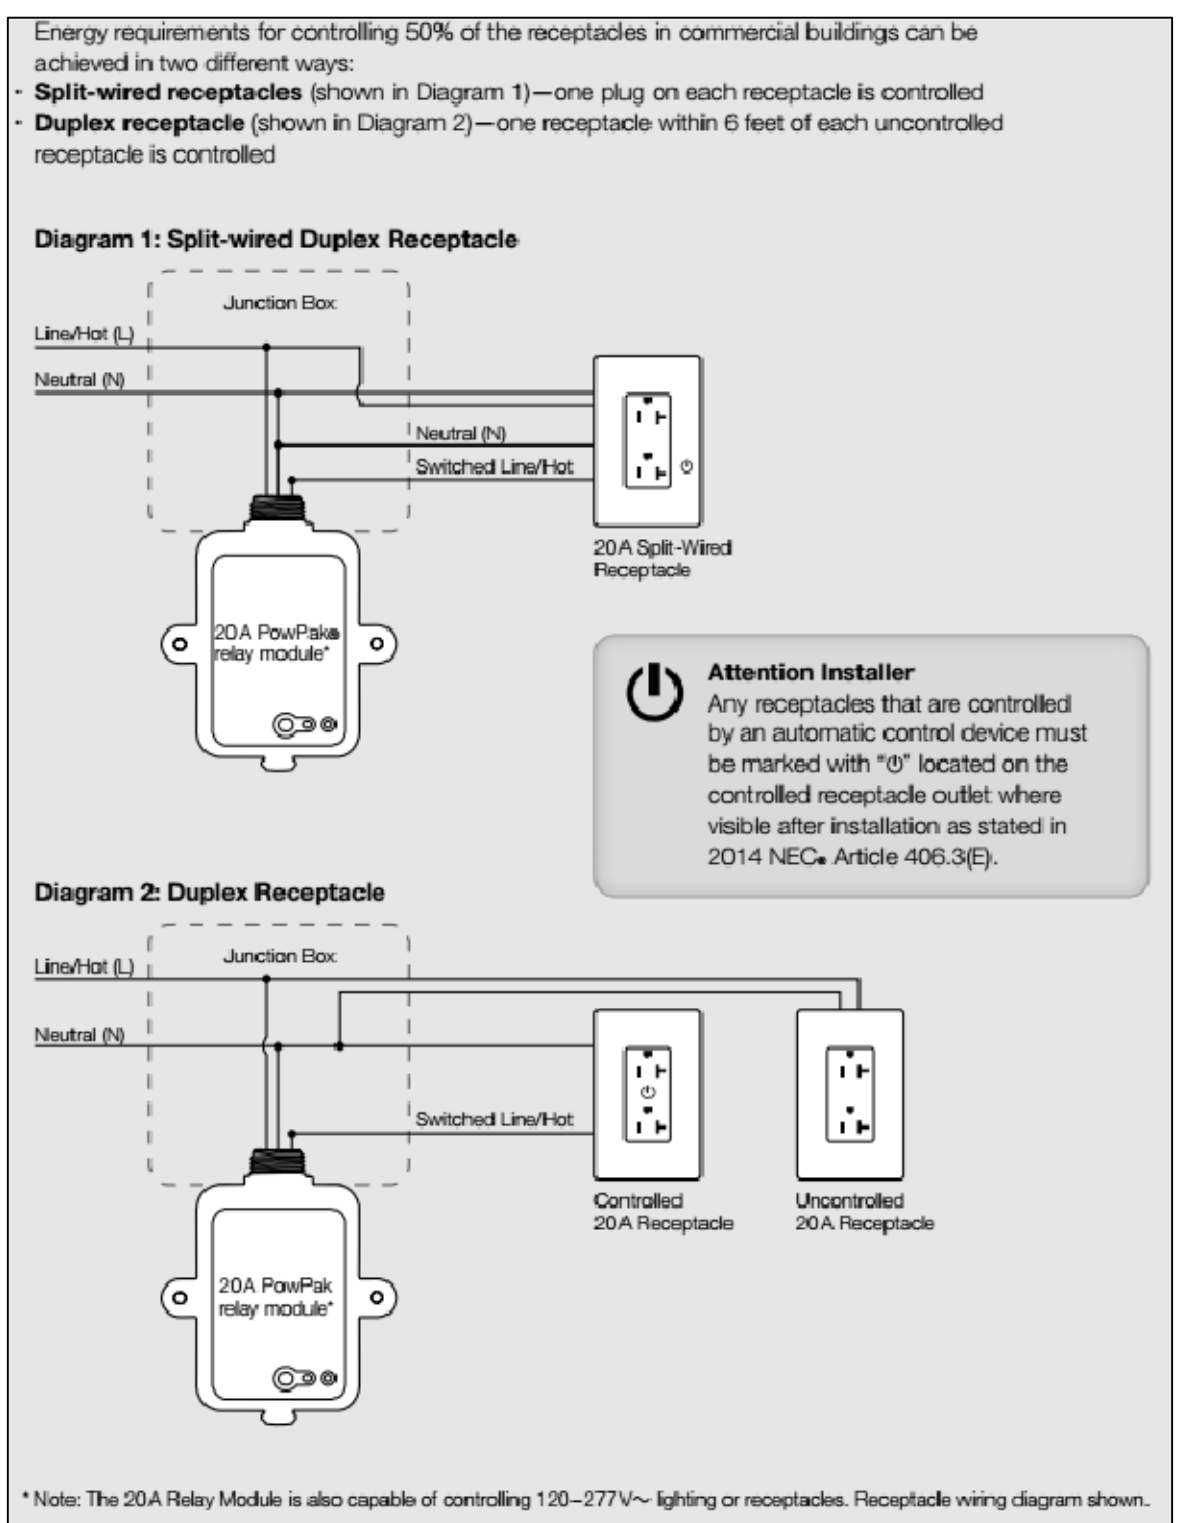 Energy requirements for controlling 50% of the receptacles in commercial buildings can be
achieved in two different ways:
· Split-wired receptacles (shown in Diagram 1)—one plug on each receptacle is controlled
· Duplex receptacle (shown in Diagram 2)—one receptacle within 6 feet of each uncontrolled
receptacle is controlled
Diagram 1: Split-wired Duplex Receptacle
Junction Box
Line/Hot (L)
Neutral (N)
Neutral (N)
Switched Line/Hot
20A Split-Wired
Receptacle
20A PowPak®
relay module*
Attention Installer
Any receptacles that are controlled
by an automatic control device must
be marked with "⏻" located on the
controlled receptacle outlet where
visible after installation as stated in
2014 NEC® Article 406.3(E).
Diagram 2: Duplex Receptacle
Junction Box
Line/Hot (L)
Neutral (N)
Switched Line/Hot
Controlled
20A Receptacle
Uncontrolled
20A Receptacle
20A PowPak
relay module*
* Note: The 20A Relay Module is also capable of controlling 120–277V~ lighting or receptacles. Receptacle wiring diagram shown.